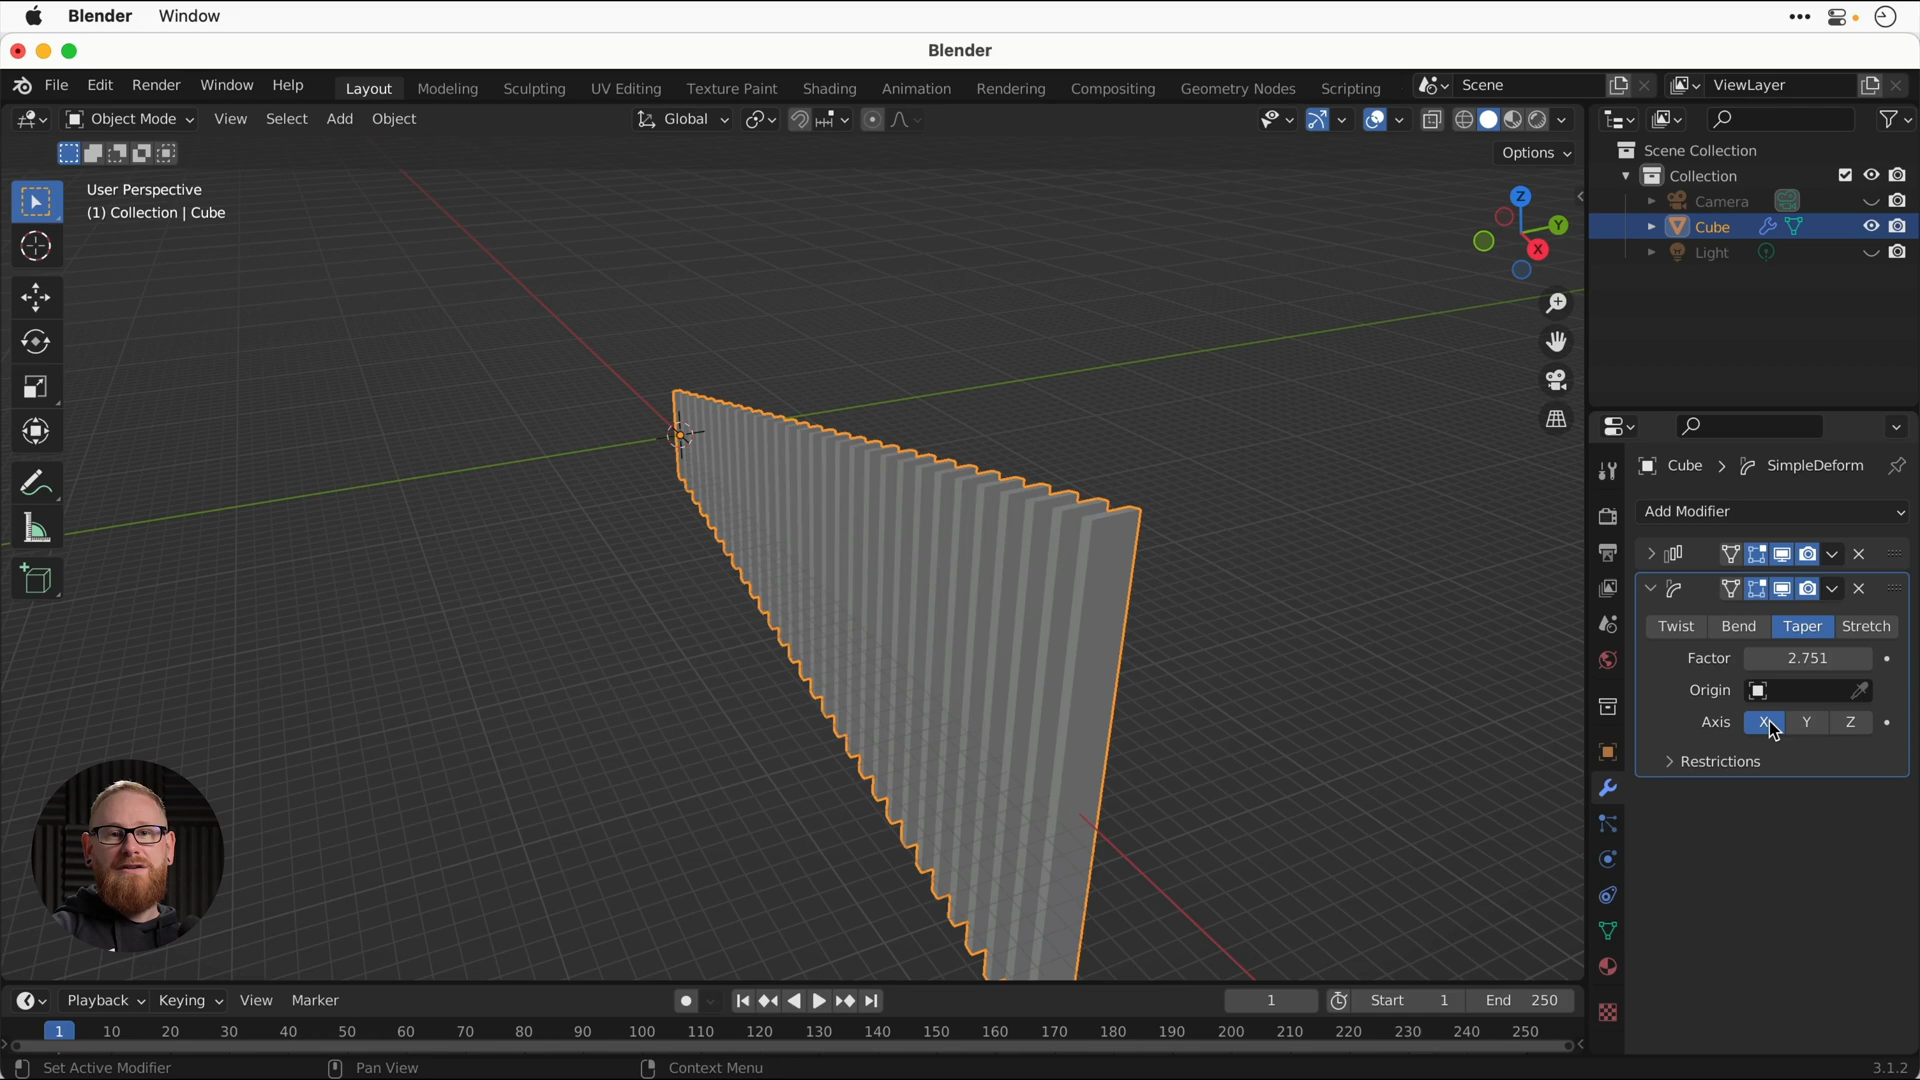 Blender Window
Blender
File Edit Render Window Help Layout Modeling Sculpting UV Editing Texture Paint Shading Animation Rendering Compositing Geometry Nodes Scripting Scene ViewLayer
Object Mode View Select Add Object Global
Options
User Perspective
(1) Collection | Cube
Z
Y
X
Scene Collection
Collection
Camera
Cube
Light
Cube > SimpleDeform
Add Modifier
Twist Bend Taper Stretch
Factor 2.751
Origin
Axis X Y Z
Restrictions
Playback Keying View Marker 1 Start 1 End 250
1 10 20 30 40 50 60 70 80 90 100 110 120 130 140 150 160 170 180 190 200 210 220 230 240 250
Set Active Modifier Pan View Context Menu 3.1.2